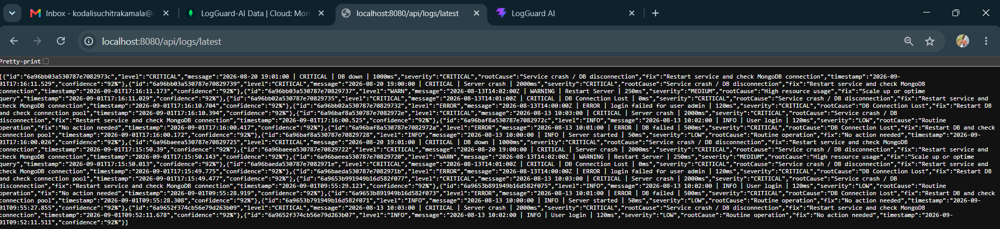 Inbox - kodalisuchitrakamala@g
LogGuard-AI Data | Cloud: Mon
localhost:8080/api/logs/latest
LogGuard AI
localhost:8080/api/logs/latest
Pretty-print
[{"id":"6a96bb03a530787e7082973c","level":"CRITICAL","message":"2026-08-20 19:01:00 | CRITICAL | DB down | 1000ms","severity":"CRITICAL","rootCause":"Service crash / DB disconnection","fix":"Restart service and check MongoDB connection","timestamp":"2026-09-
01T17:16:11.529","confidence":"92%"},{"id":"6a96bb03a530787e70829739","level":"CRITICAL","message":"2026-08-20 19:00:00 | CRITICAL | Server crash | 2000ms","severity":"CRITICAL","rootCause":"Service crash / DB disconnection","fix":"Restart service and check MongoDB
connection","timestamp":"2026-09-01T17:16:11.173","confidence":"92%"},{"id":"6a96bb03a530787e70829737","level":"WARN","message":"2026-08-13T14:02:00Z | WARNING | Restart Server | 250ms","severity":"MEDIUM","rootCause":"High resource usage","fix":"Scale up or optime
query","timestamp":"2026-09-01T17:16:11.029","confidence":"92%"},{"id":"6a96bb02a530787e70829735","level":"CRITICAL","message":"2026-08-13T14:01:00Z | CRITICAL | DB Connection Lost | 0ms","severity":"CRITICAL","rootCause":"Service crash / DB disconnection","fix":"Restart service and
check MongoDB connection","timestamp":"2026-09-01T17:16:10.704","confidence":"92%"},{"id":"6a96bb02a530787e70829732","level":"ERROR","message":"2026-08-13T14:00:00Z | ERROR | login failed for user admin | 120ms","severity":"CRITICAL","rootCause":"DB Connection Lost","fix":"Restart DB
and check connection pool","timestamp":"2026-09-01T17:16:10.394","confidence":"92%"},{"id":"6a96baf8a530787e7082972e","level":"CRITICAL","message":"2026-08-13 10:03:00 | CRITICAL | Server crash | 2000ms","severity":"CRITICAL","rootCause":"Service crash / DB
disconnection","fix":"Restart service and check MongoDB connection","timestamp":"2026-09-01T17:16:00.525","confidence":"92%"},{"id":"6a96baf8a530787e7082972c","level":"INFO","message":"2026-08-13 10:02:00 | INFO | User login | 120ms","severity":"LOW","rootCause":"Routine
operation","fix":"No action needed","timestamp":"2026-09-01T17:16:00.417","confidence":"92%"},{"id":"6a96baf8a530787e7082972a","level":"ERROR","message":"2026-08-13 10:01:00 | ERROR | DB failed | 500ms","severity":"CRITICAL","rootCause":"DB Connection Lost","fix":"Restart DB and check
connection pool","timestamp":"2026-09-01T17:16:00.172","confidence":"92%"},{"id":"6a96baf8a530787e70829728","level":"INFO","message":"2026-08-13 10:00:00 | INFO | Server started | 50ms","severity":"LOW","rootCause":"Routine operation","fix":"No action needed","timestamp":"2026-09-
01T17:16:00.026","confidence":"92%"},{"id":"6a96baeea530787e70829725","level":"CRITICAL","message":"2026-08-20 19:01:00 | CRITICAL | DB down | 1000ms","severity":"CRITICAL","rootCause":"Service crash / DB disconnection","fix":"Restart service and check MongoDB
connection","timestamp":"2026-09-01T17:15:50.39","confidence":"92%"},{"id":"6a96baeea530787e70829722","level":"CRITICAL","message":"2026-08-20 19:00:00 | CRITICAL | Server crash | 2000ms","severity":"CRITICAL","rootCause":"Service crash / DB disconnection","fix":"Restart service and
check MongoDB connection","timestamp":"2026-09-01T17:15:50.143","confidence":"92%"},{"id":"6a96baeea530787e70829720","level":"WARN","message":"2026-08-13T14:02:00Z | WARNING | Restart Server | 250ms","severity":"MEDIUM","rootCause":"High resource usage","fix":"Scale up or optime
query","timestamp":"2026-09-01T17:15:50.013","confidence":"92%"},{"id":"6a96baeda530787e7082971e","level":"CRITICAL","message":"2026-08-13T14:01:00Z | CRITICAL | DB Connection Lost | 0ms","severity":"CRITICAL","rootCause":"Service crash / DB disconnection","fix":"Restart service and
check MongoDB connection","timestamp":"2026-09-01T17:15:49.775","confidence":"92%"},{"id":"6a96baeda530787e7082971b","level":"ERROR","message":"2026-08-13T14:00:00Z | ERROR | login failed for user admin | 120ms","severity":"CRITICAL","rootCause":"DB Connection Lost","fix":"Restart DB
and check connection pool","timestamp":"2026-09-01T17:15:49.477","confidence":"92%"},{"id":"6a9653b991949b16d582f077","level":"CRITICAL","message":"2026-08-13 10:03:00 | CRITICAL | Server crash | 2000ms","severity":"CRITICAL","rootCause":"Service crash / DB
disconnection","fix":"Restart service and check MongoDB connection","timestamp":"2026-09-01T09:55:29.123","confidence":"92%"},{"id":"6a9653b891949b16d582f075","level":"INFO","message":"2026-08-13 10:02:00 | INFO | User login | 120ms","severity":"LOW","rootCause":"Routine
operation","fix":"No action needed","timestamp":"2026-09-01T09:55:28.919","confidence":"92%"},{"id":"6a9653b891949b16d582f073","level":"ERROR","message":"2026-08-13 10:01:00 | ERROR | DB failed | 500ms","severity":"CRITICAL","rootCause":"DB Connection Lost","fix":"Restart DB and check
connection pool","timestamp":"2026-09-01T09:55:28.308","confidence":"92%"},{"id":"6a9653b791949b16d582f071","level":"INFO","message":"2026-08-13 10:00:00 | INFO | Server started | 50ms","severity":"LOW","rootCause":"Routine operation","fix":"No action needed","timestamp":"2026-09-
01T09:55:27.855","confidence":"92%"},{"id":"6a9652f374cb56e79d263b09","level":"CRITICAL","message":"2026-08-13 10:03:00 | CRITICAL | Server crash | 2000ms","severity":"CRITICAL","rootCause":"Service crash / DB disconnection","fix":"Restart service and check MongoDB
connection","timestamp":"2026-09-01T09:52:11.678","confidence":"92%"},{"id":"6a9652f374cb56e79d263b07","level":"INFO","message":"2026-08-13 10:02:00 | INFO | User login | 120ms","severity":"LOW","rootCause":"Routine operation","fix":"No action needed","timestamp":"2026-09-
01T09:52:11.511","confidence":"92%"}]